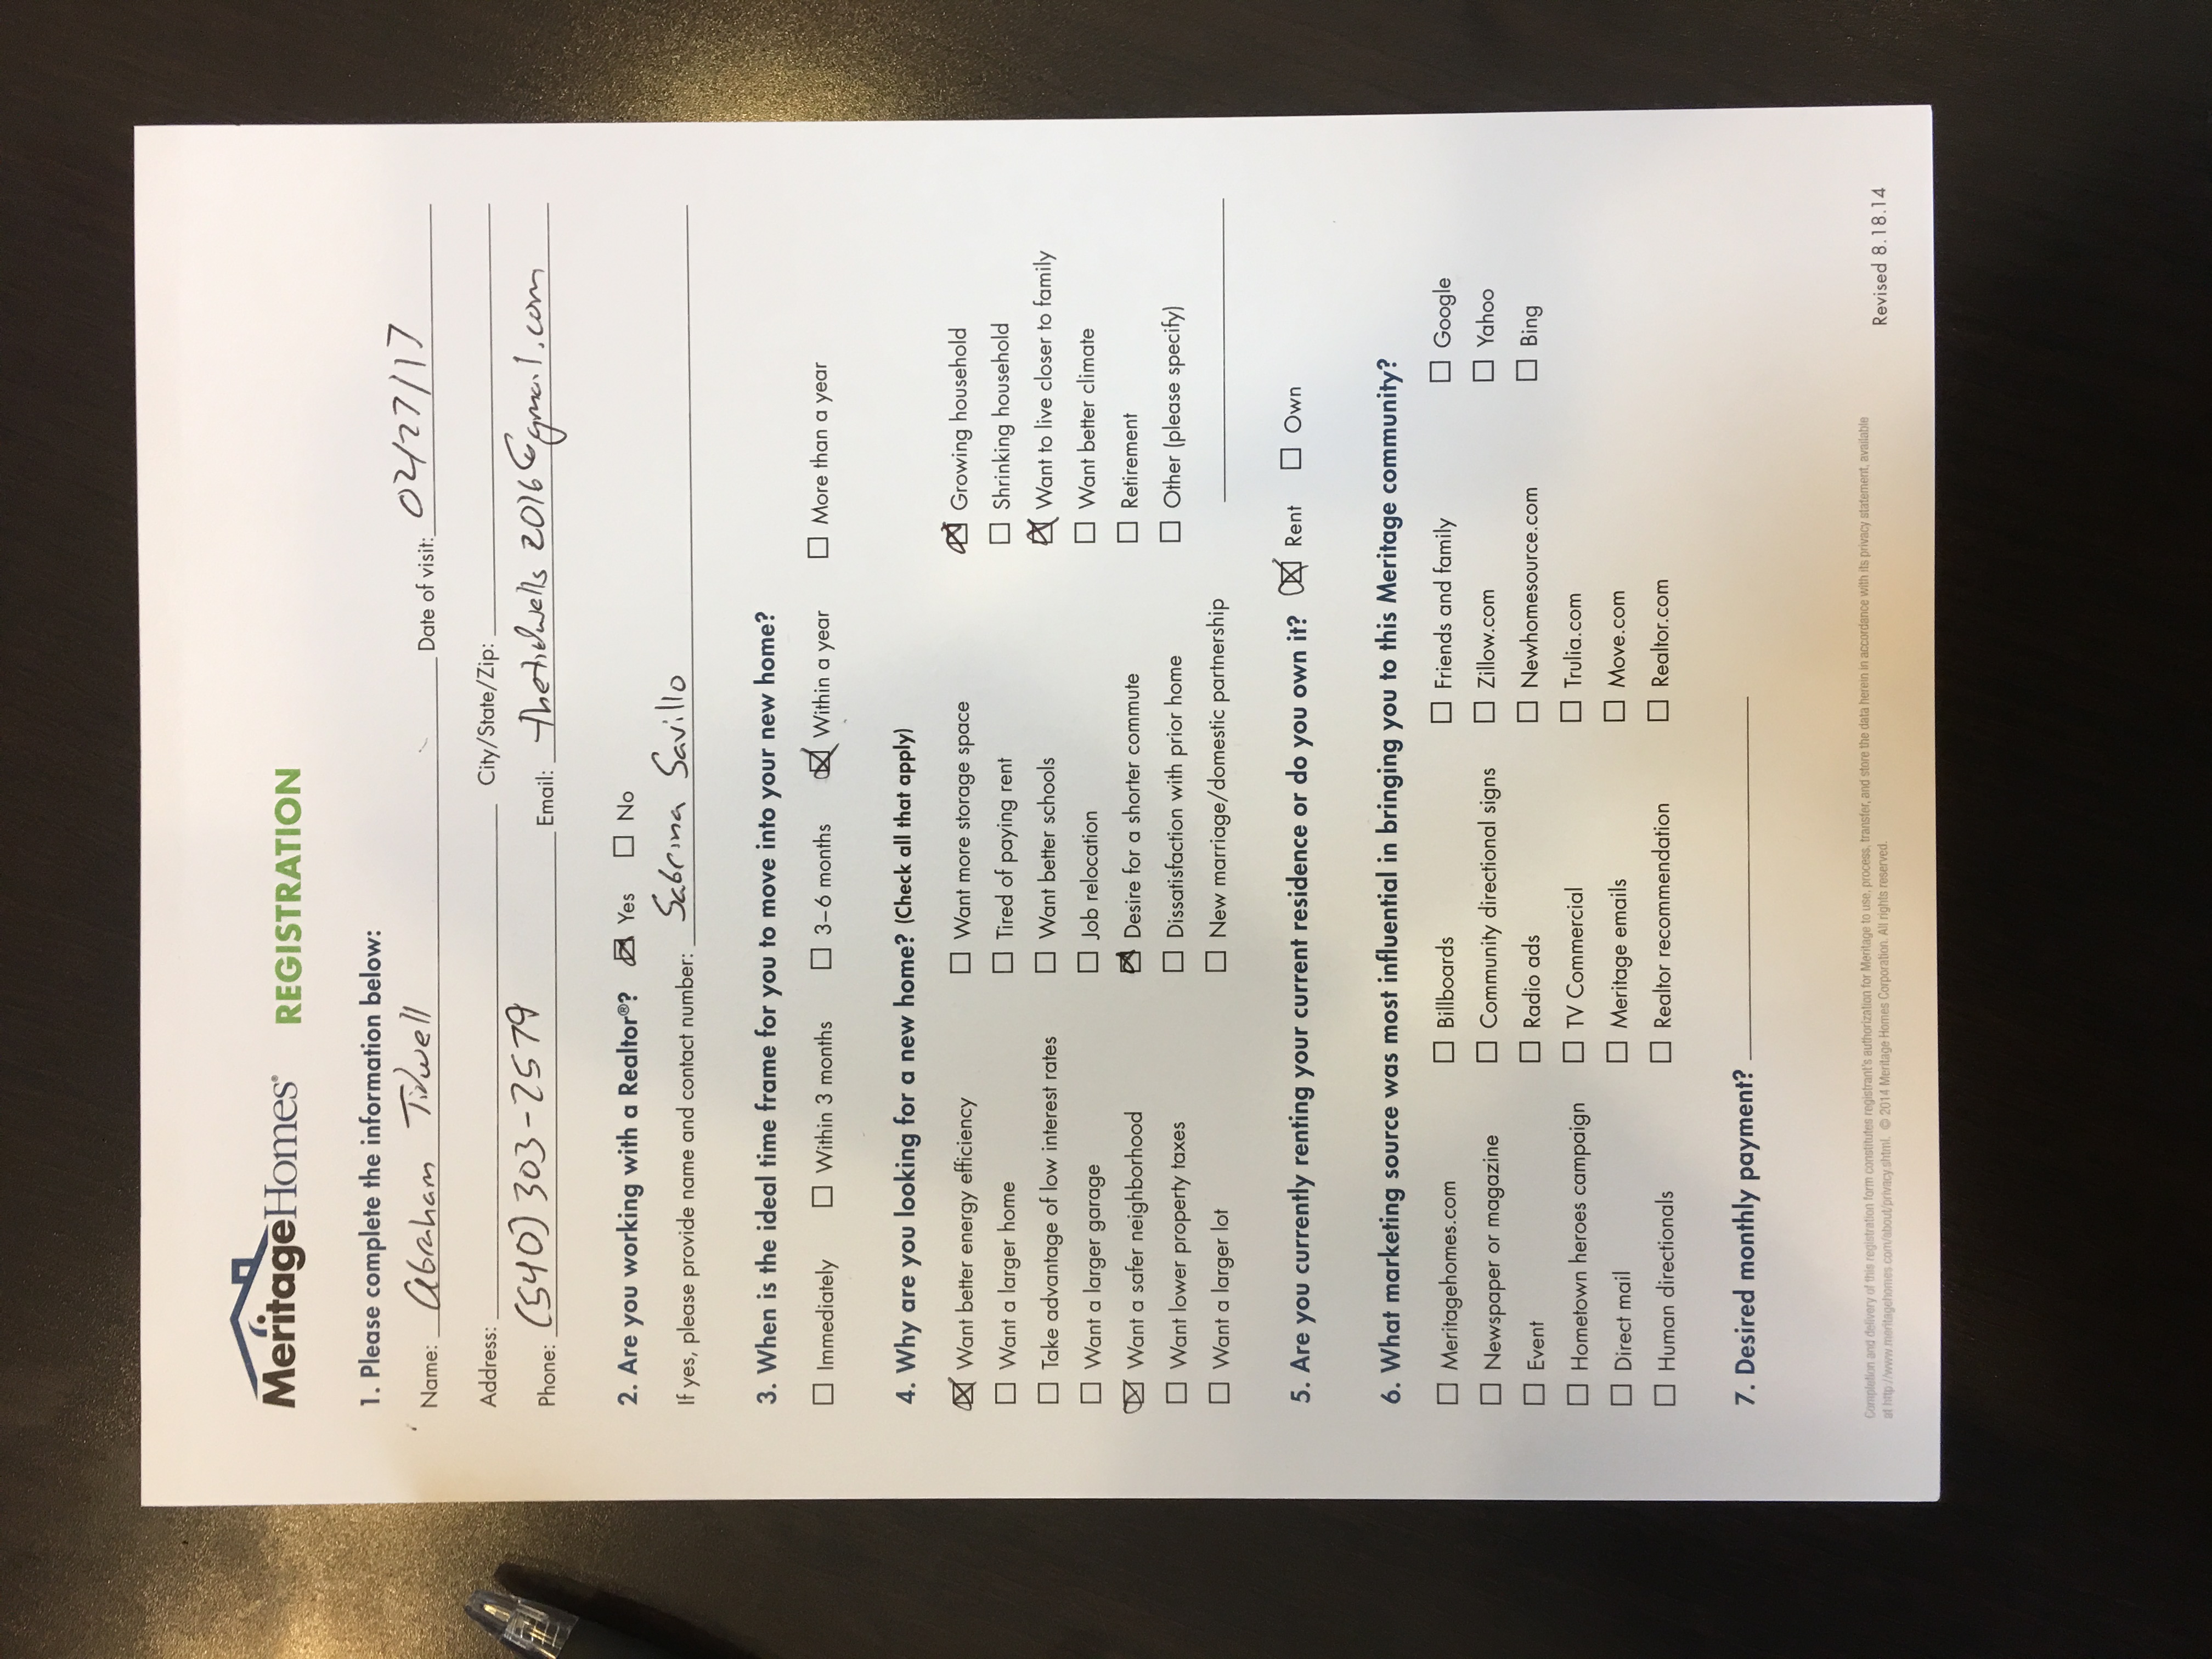 MeritageHomes® REGISTRATION
1. Please complete the information below:
Name: Abraham Tidwell Date of visit: 02/27/17
Address: City/State/Zip:
Phone: (540) 303-2579 Email: thetidwells2016@gmail.com
2. Are you working with a Realtor®? Yes No
If yes, please provide name and contact number: Sabrina Savillo
3. When is the ideal time frame for you to move into your new home?
Immediately Within 3 months 3–6 months Within a year More than a year
4. Why are you looking for a new home? (Check all that apply)
Want better energy efficiency Want more storage space Growing household
Want a larger home Tired of paying rent Shrinking household
Take advantage of low interest rates Want better schools Want to live closer to family
Want a larger garage Job relocation Want better climate
Want a safer neighborhood Desire for a shorter commute Retirement
Want lower property taxes Dissatisfaction with prior home Other (please specify)
Want a larger lot New marriage/domestic partnership
5. Are you currently renting your current residence or do you own it? Rent Own
6. What marketing source was most influential in bringing you to this Meritage community?
Meritagehomes.com Billboards Friends and family Google
Newspaper or magazine Community directional signs Zillow.com Yahoo
Event Radio ads Newhomesource.com Bing
Hometown heroes campaign TV Commercial Trulia.com
Direct mail Meritage emails Move.com
Human directionals Realtor recommendation Realtor.com
7. Desired monthly payment?
Completion and delivery of this registration form constitutes registrant's authorization for Meritage to use, process, transfer, and store the data herein in accordance with its privacy statement, available
at http://www.meritagehomes.com/about/privacy.shtml. © 2014 Meritage Homes Corporation. All rights reserved.
Revised 8.18.14